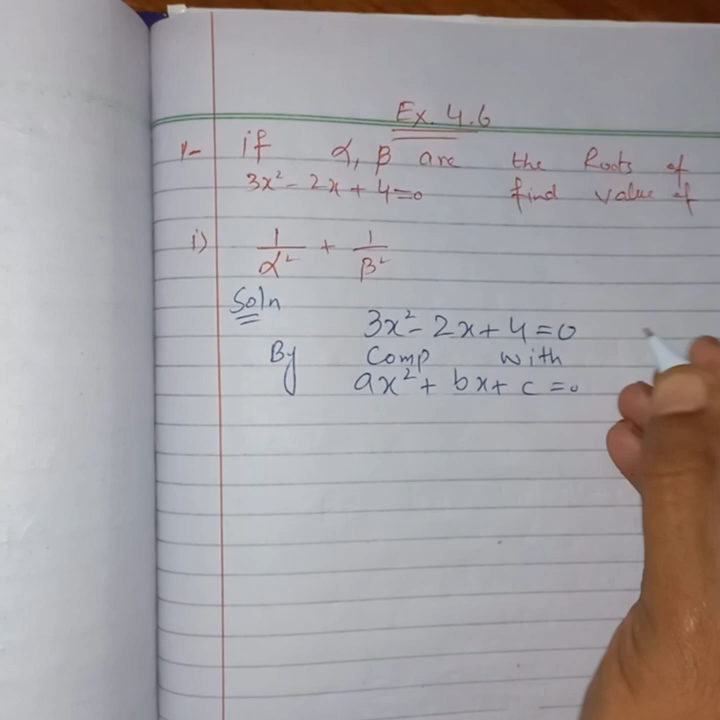 Ex. 4.6
1- if α, β are the Roots of
3x² - 2x + 4 = 0 find value of
i) 1/α² + 1/β²
Soln
3x² - 2x + 4 = 0
By Comp with
ax² + bx + c = 0